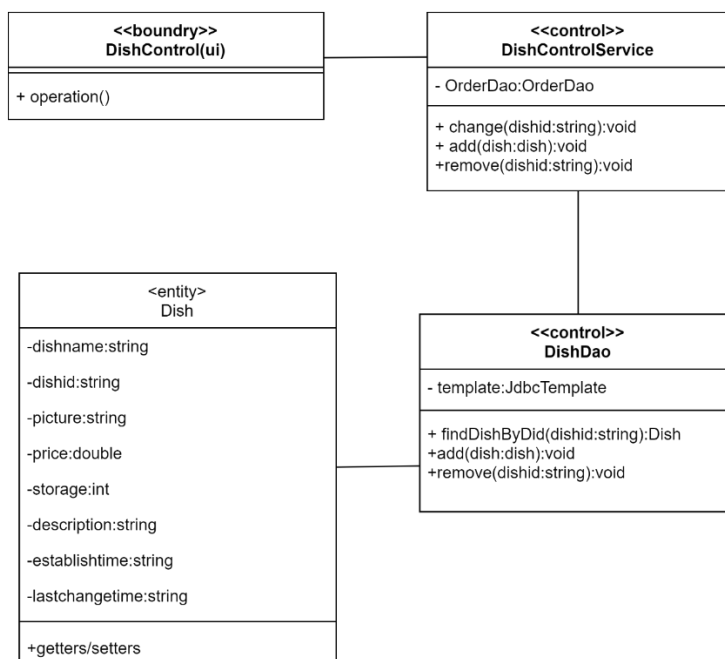 <<boundry>>
DishControl(ui)
+ operation()
<<control>>
DishControlService
- OrderDao:OrderDao
+ change(dishid:string):void
+ add(dish:dish):void
+remove(dishid:string):void
<entity>
Dish
-dishname:string
-dishid:string
-picture:string
-price:double
-storage:int
-description:string
-establishtime:string
-lastchangetime:string
+getters/setters
<<control>>
DishDao
- template:JdbcTemplate
+ findDishByDid(dishid:string):Dish
+add(dish:dish):void
+remove(dishid:string):void